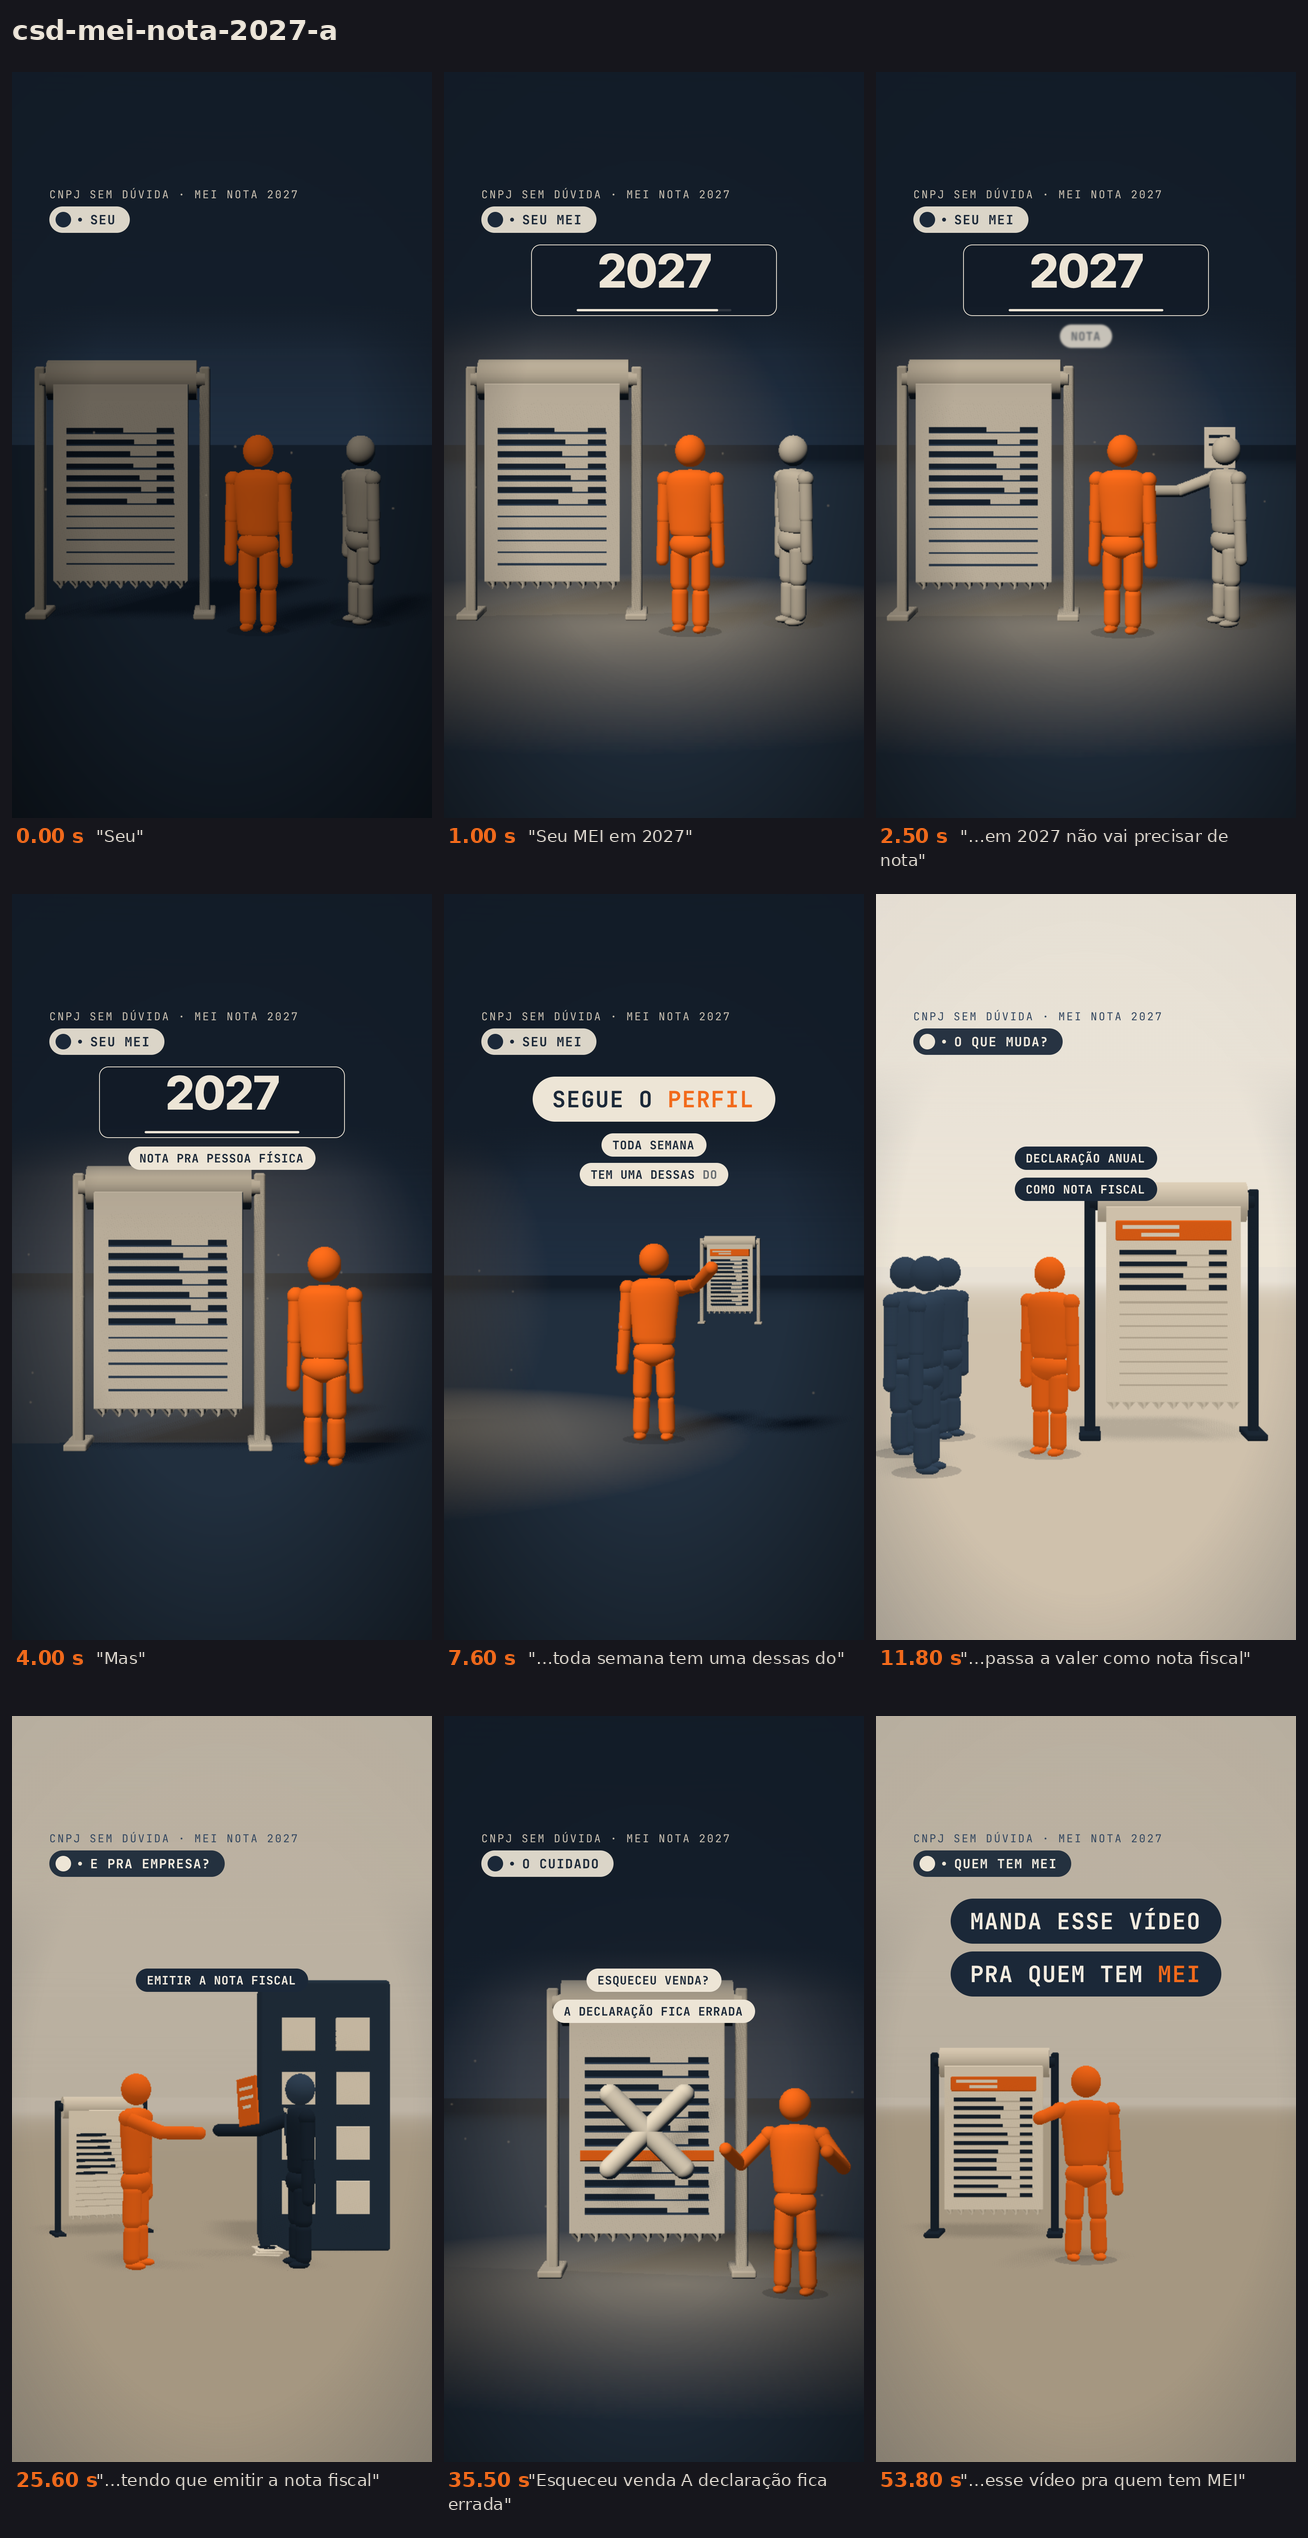 csd-mei-nota-2027-a
CNPJ SEM DÚVIDA · MEI NOTA 2027
• SEU
0.00 s "Seu"
CNPJ SEM DÚVIDA · MEI NOTA 2027
• SEU MEI
2027
1.00 s "Seu MEI em 2027"
CNPJ SEM DÚVIDA · MEI NOTA 2027
• SEU MEI
2027
NOTA
2.50 s "...em 2027 não vai precisar de
nota"
CNPJ SEM DÚVIDA · MEI NOTA 2027
• SEU MEI
2027
NOTA PRA PESSOA FÍSICA
4.00 s "Mas"
CNPJ SEM DÚVIDA · MEI NOTA 2027
• SEU MEI
SEGUE O PERFIL
TODA SEMANA
TEM UMA DESSAS DO
7.60 s "...toda semana tem uma dessas do"
CNPJ SEM DÚVIDA · MEI NOTA 2027
• O QUE MUDA?
DECLARAÇÃO ANUAL
COMO NOTA FISCAL
11.80 s "...passa a valer como nota fiscal"
CNPJ SEM DÚVIDA · MEI NOTA 2027
• E PRA EMPRESA?
EMITIR A NOTA FISCAL
25.60 s "...tendo que emitir a nota fiscal"
CNPJ SEM DÚVIDA · MEI NOTA 2027
• O CUIDADO
ESQUECEU VENDA?
A DECLARAÇÃO FICA ERRADA
35.50 s "Esqueceu venda A declaração fica
errada"
CNPJ SEM DÚVIDA · MEI NOTA 2027
• QUEM TEM MEI
MANDA ESSE VÍDEO
PRA QUEM TEM MEI
53.80 s "...esse vídeo pra quem tem MEI"